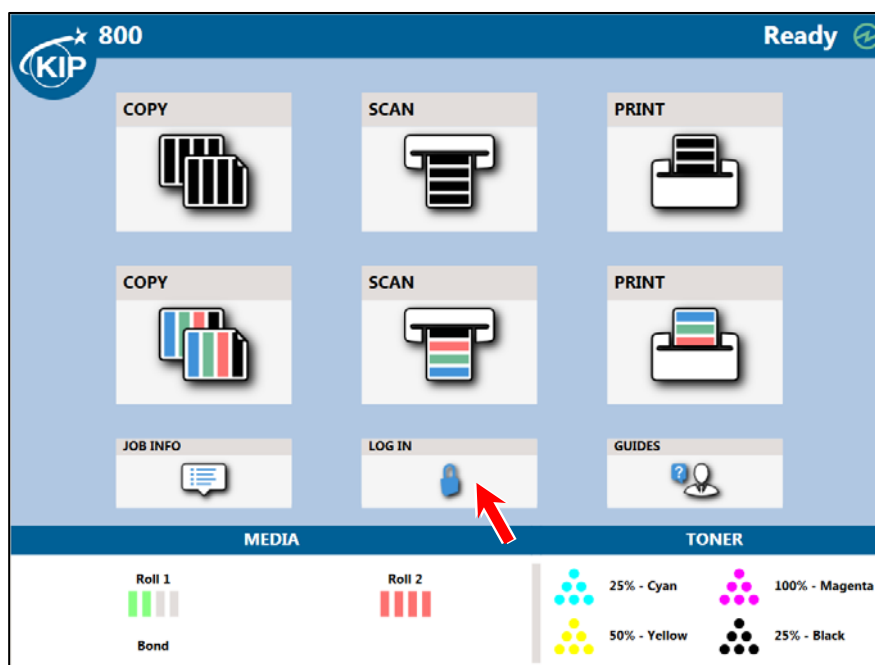 KIP
800
Ready
COPY
SCAN
PRINT
COPY
SCAN
PRINT
JOB INFO
LOG IN
GUIDES
?
MEDIA
TONER
Roll 1
Roll 2
25% - Cyan
100% - Magenta
Bond
50% - Yellow
25% - Black